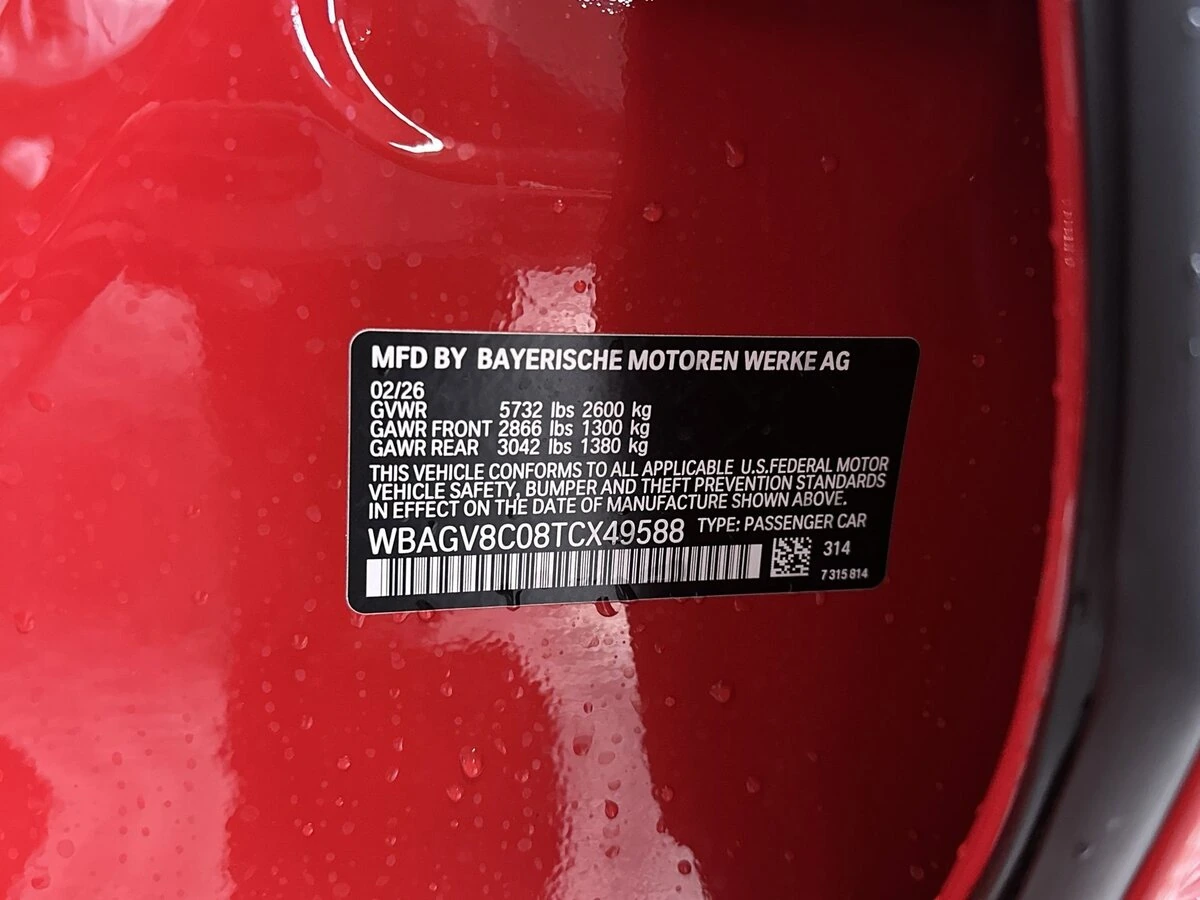 MFD BY BAYERISCHE MOTOREN WERKE AG
02/26
GVWR 5732 lbs 2600 kg
GAWR FRONT 2866 lbs 1300 kg
GAWR REAR 3042 lbs 1380 kg
THIS VEHICLE CONFORMS TO ALL APPLICABLE U.S.FEDERAL MOTOR
VEHICLE SAFETY, BUMPER AND THEFT PREVENTION STANDARDS
IN EFFECT ON THE DATE OF MANUFACTURE SHOWN ABOVE.
WBAGV8C08TCX49588 TYPE: PASSENGER CAR
314
7 315 814